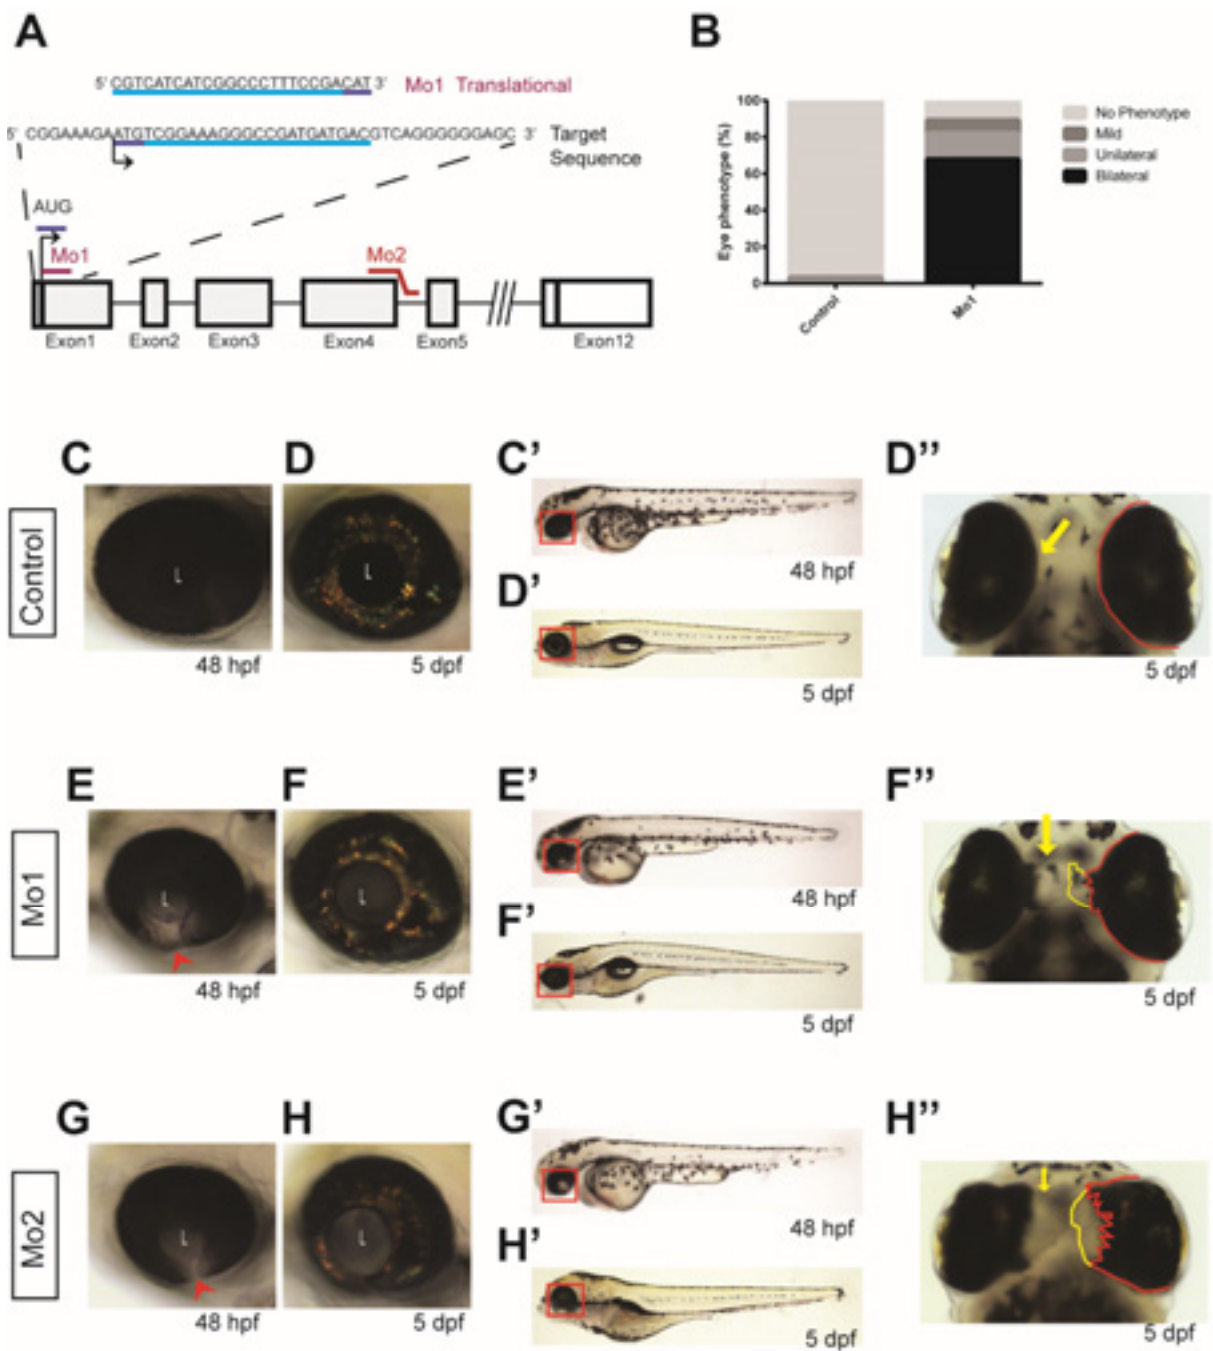 A
5' CGTCATCATCGGCCCTTTCCGACAT 3' Mo1 Translational
5' CGGAAAGAATGTCGGAAAGGGCCGATGATGACGTCAGGGGGGAGC 3' Target
Sequence
AUG
Mo1
Mo2
Exon1 Exon2 Exon3 Exon4 Exon5 Exon12
B
Eye phenotype (%)
100
80
60
40
20
0
Control
Mo1
No Phenotype
Mild
Unilateral
Bilateral
C D C' D''
Control
L
L
48 hpf
5 dpf
48 hpf
D'
5 dpf
5 dpf
E F E' F''
Mo1
L
L
48 hpf
5 dpf
48 hpf
F'
5 dpf
5 dpf
G H G' H''
Mo2
L
L
48 hpf
5 dpf
48 hpf
H'
5 dpf
5 dpf